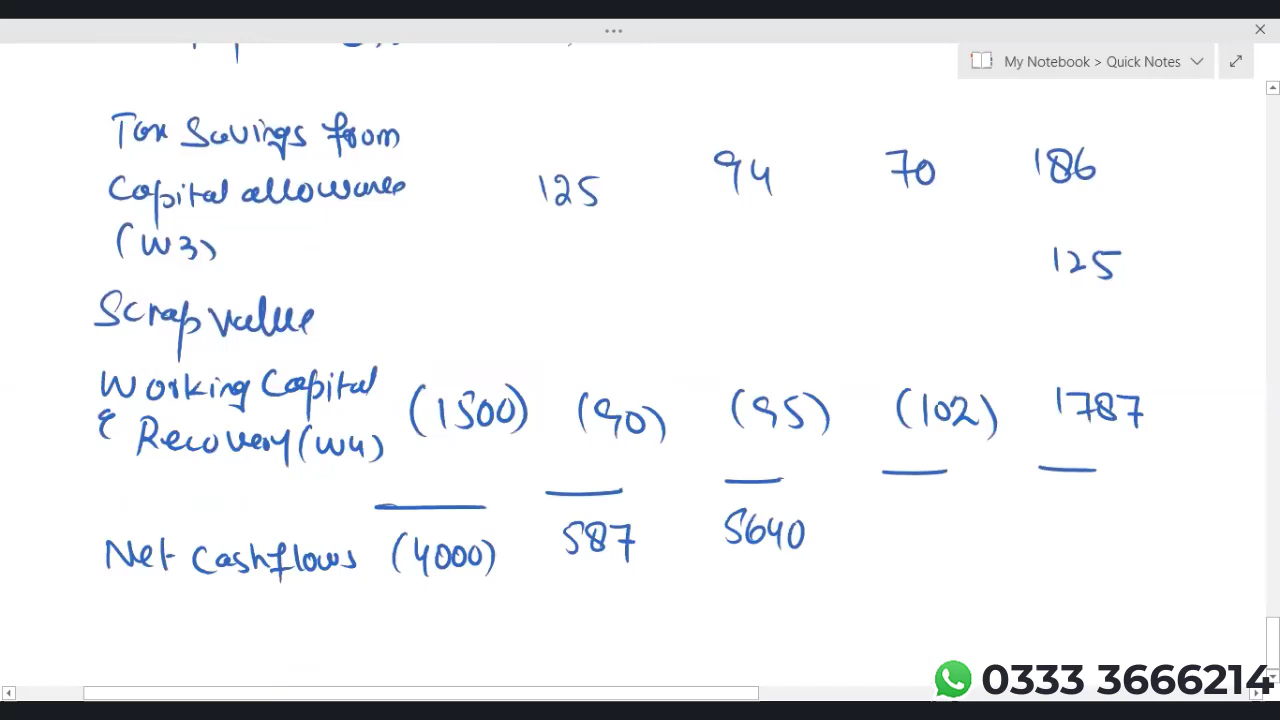 My Notebook > Quick Notes
Tax Savings from
Capital allowance 125 94 70 186
(W3)
125
Scrap value
Working Capital (1500) (90) (95) (102) 1787
& Recovery (W4)
Net Cashflows (4000) 587 5640
0333 3666214